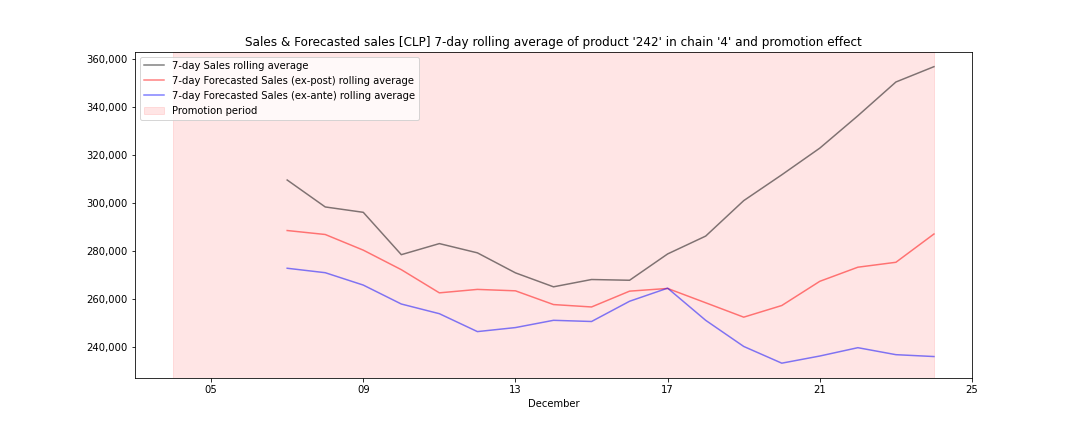 Sales & Forecasted sales [CLP] 7-day rolling average of product '242' in chain '4' and promotion effect
360,000
340,000
320,000
300,000
280,000
260,000
240,000
7-day Sales rolling average
7-day Forecasted Sales (ex-post) rolling average
7-day Forecasted Sales (ex-ante) rolling average
Promotion period
05 09 13 17 21 25
December